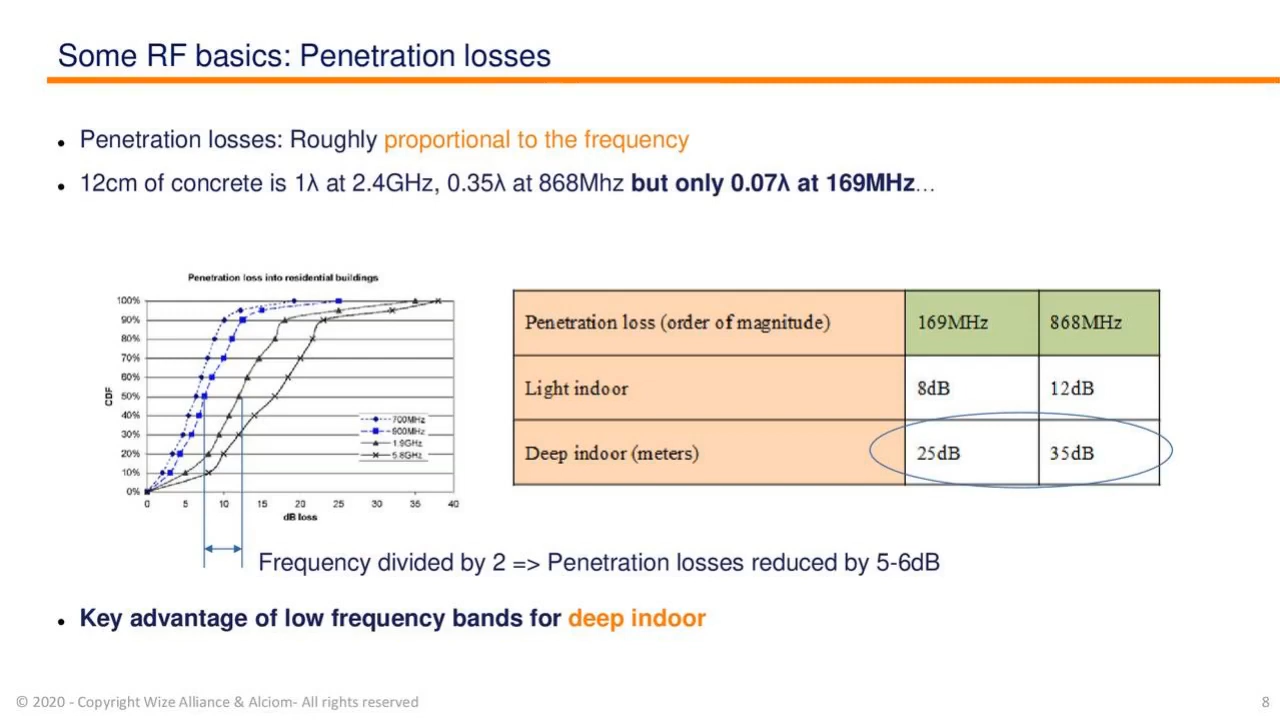 Some RF basics: Penetration losses
• Penetration losses: Roughly proportional to the frequency
• 12cm of concrete is 1λ at 2.4GHz, 0.35λ at 868Mhz but only 0.07λ at 169MHz…
Penetration loss into residential buildings
100%
90%
80%
70%
60%
50%
40%
30%
20%
10%
0%
CDF
700MHz
900MHz
1.9GHz
5.8GHz
0 5 10 15 20 25 30 35 40
dB loss
Penetration loss (order of magnitude) 169MHz 868MHz
Light indoor 8dB 12dB
Deep indoor (meters) 25dB 35dB
Frequency divided by 2 => Penetration losses reduced by 5-6dB
• Key advantage of low frequency bands for deep indoor
© 2020 - Copyright Wize Alliance & Alciom- All rights reserved
8